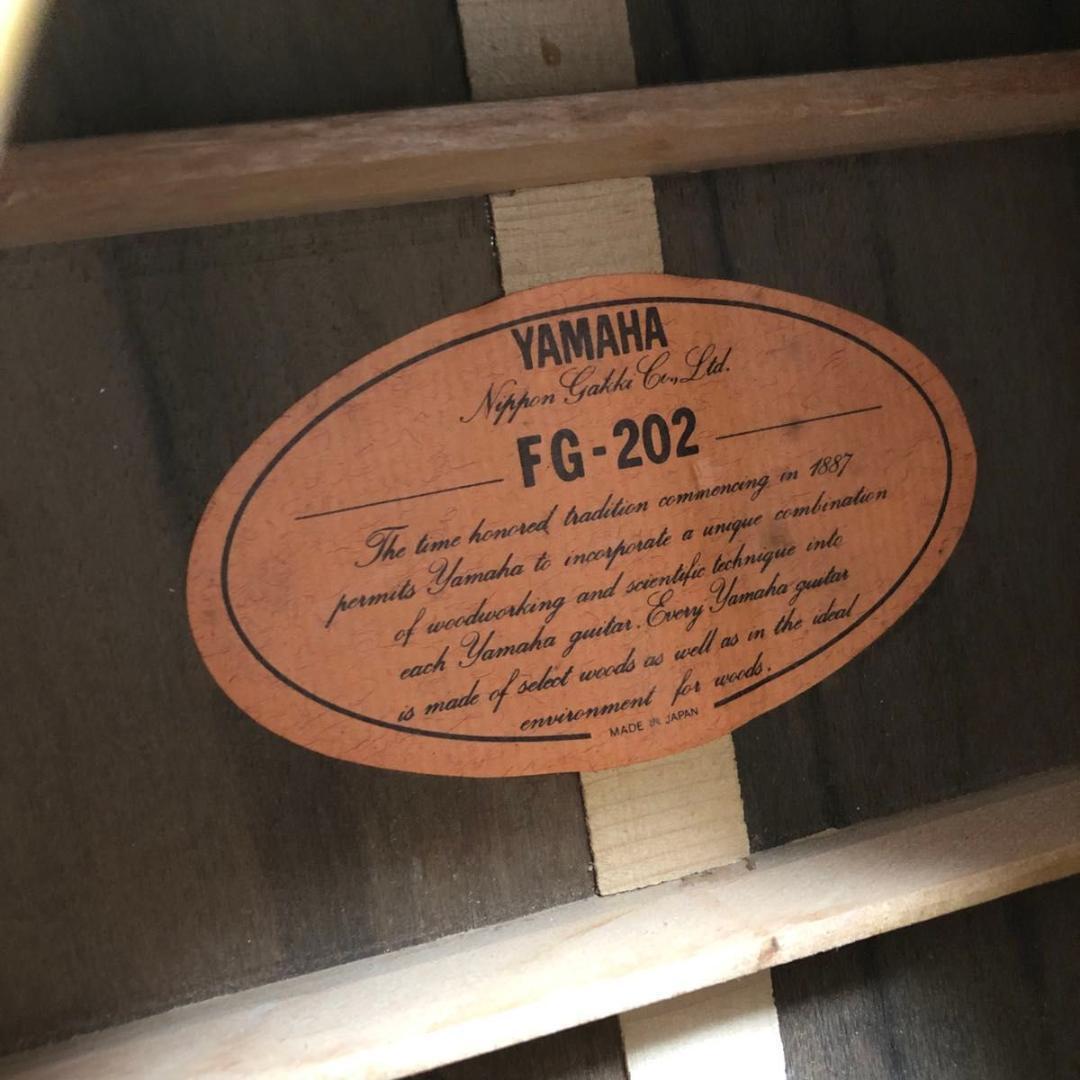 YAMAHA
Nippon Gakki Co., Ltd.
FG-202
The time honored tradition commencing in 1887
permits Yamaha to incorporate a unique combination
of woodworking and scientific technique into
each Yamaha guitar. Every Yamaha guitar
is made of select woods as well as in the ideal
environment for woods.
MADE IN JAPAN